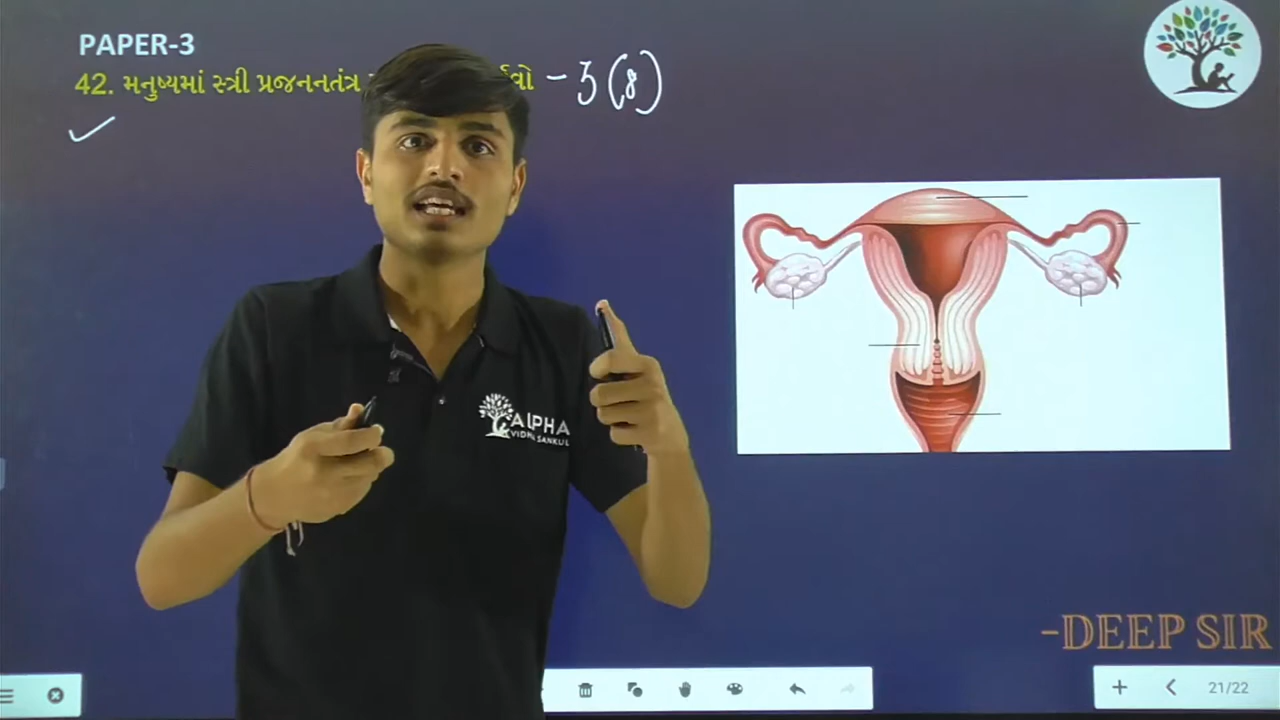 PAPER-3
42. મનુષ્યમાં સ્ત્રી પ્રજનનતંત્ર - 3 (8)
ALPHA
VIDHYA SANKUL
-DEEP SIR
21/22